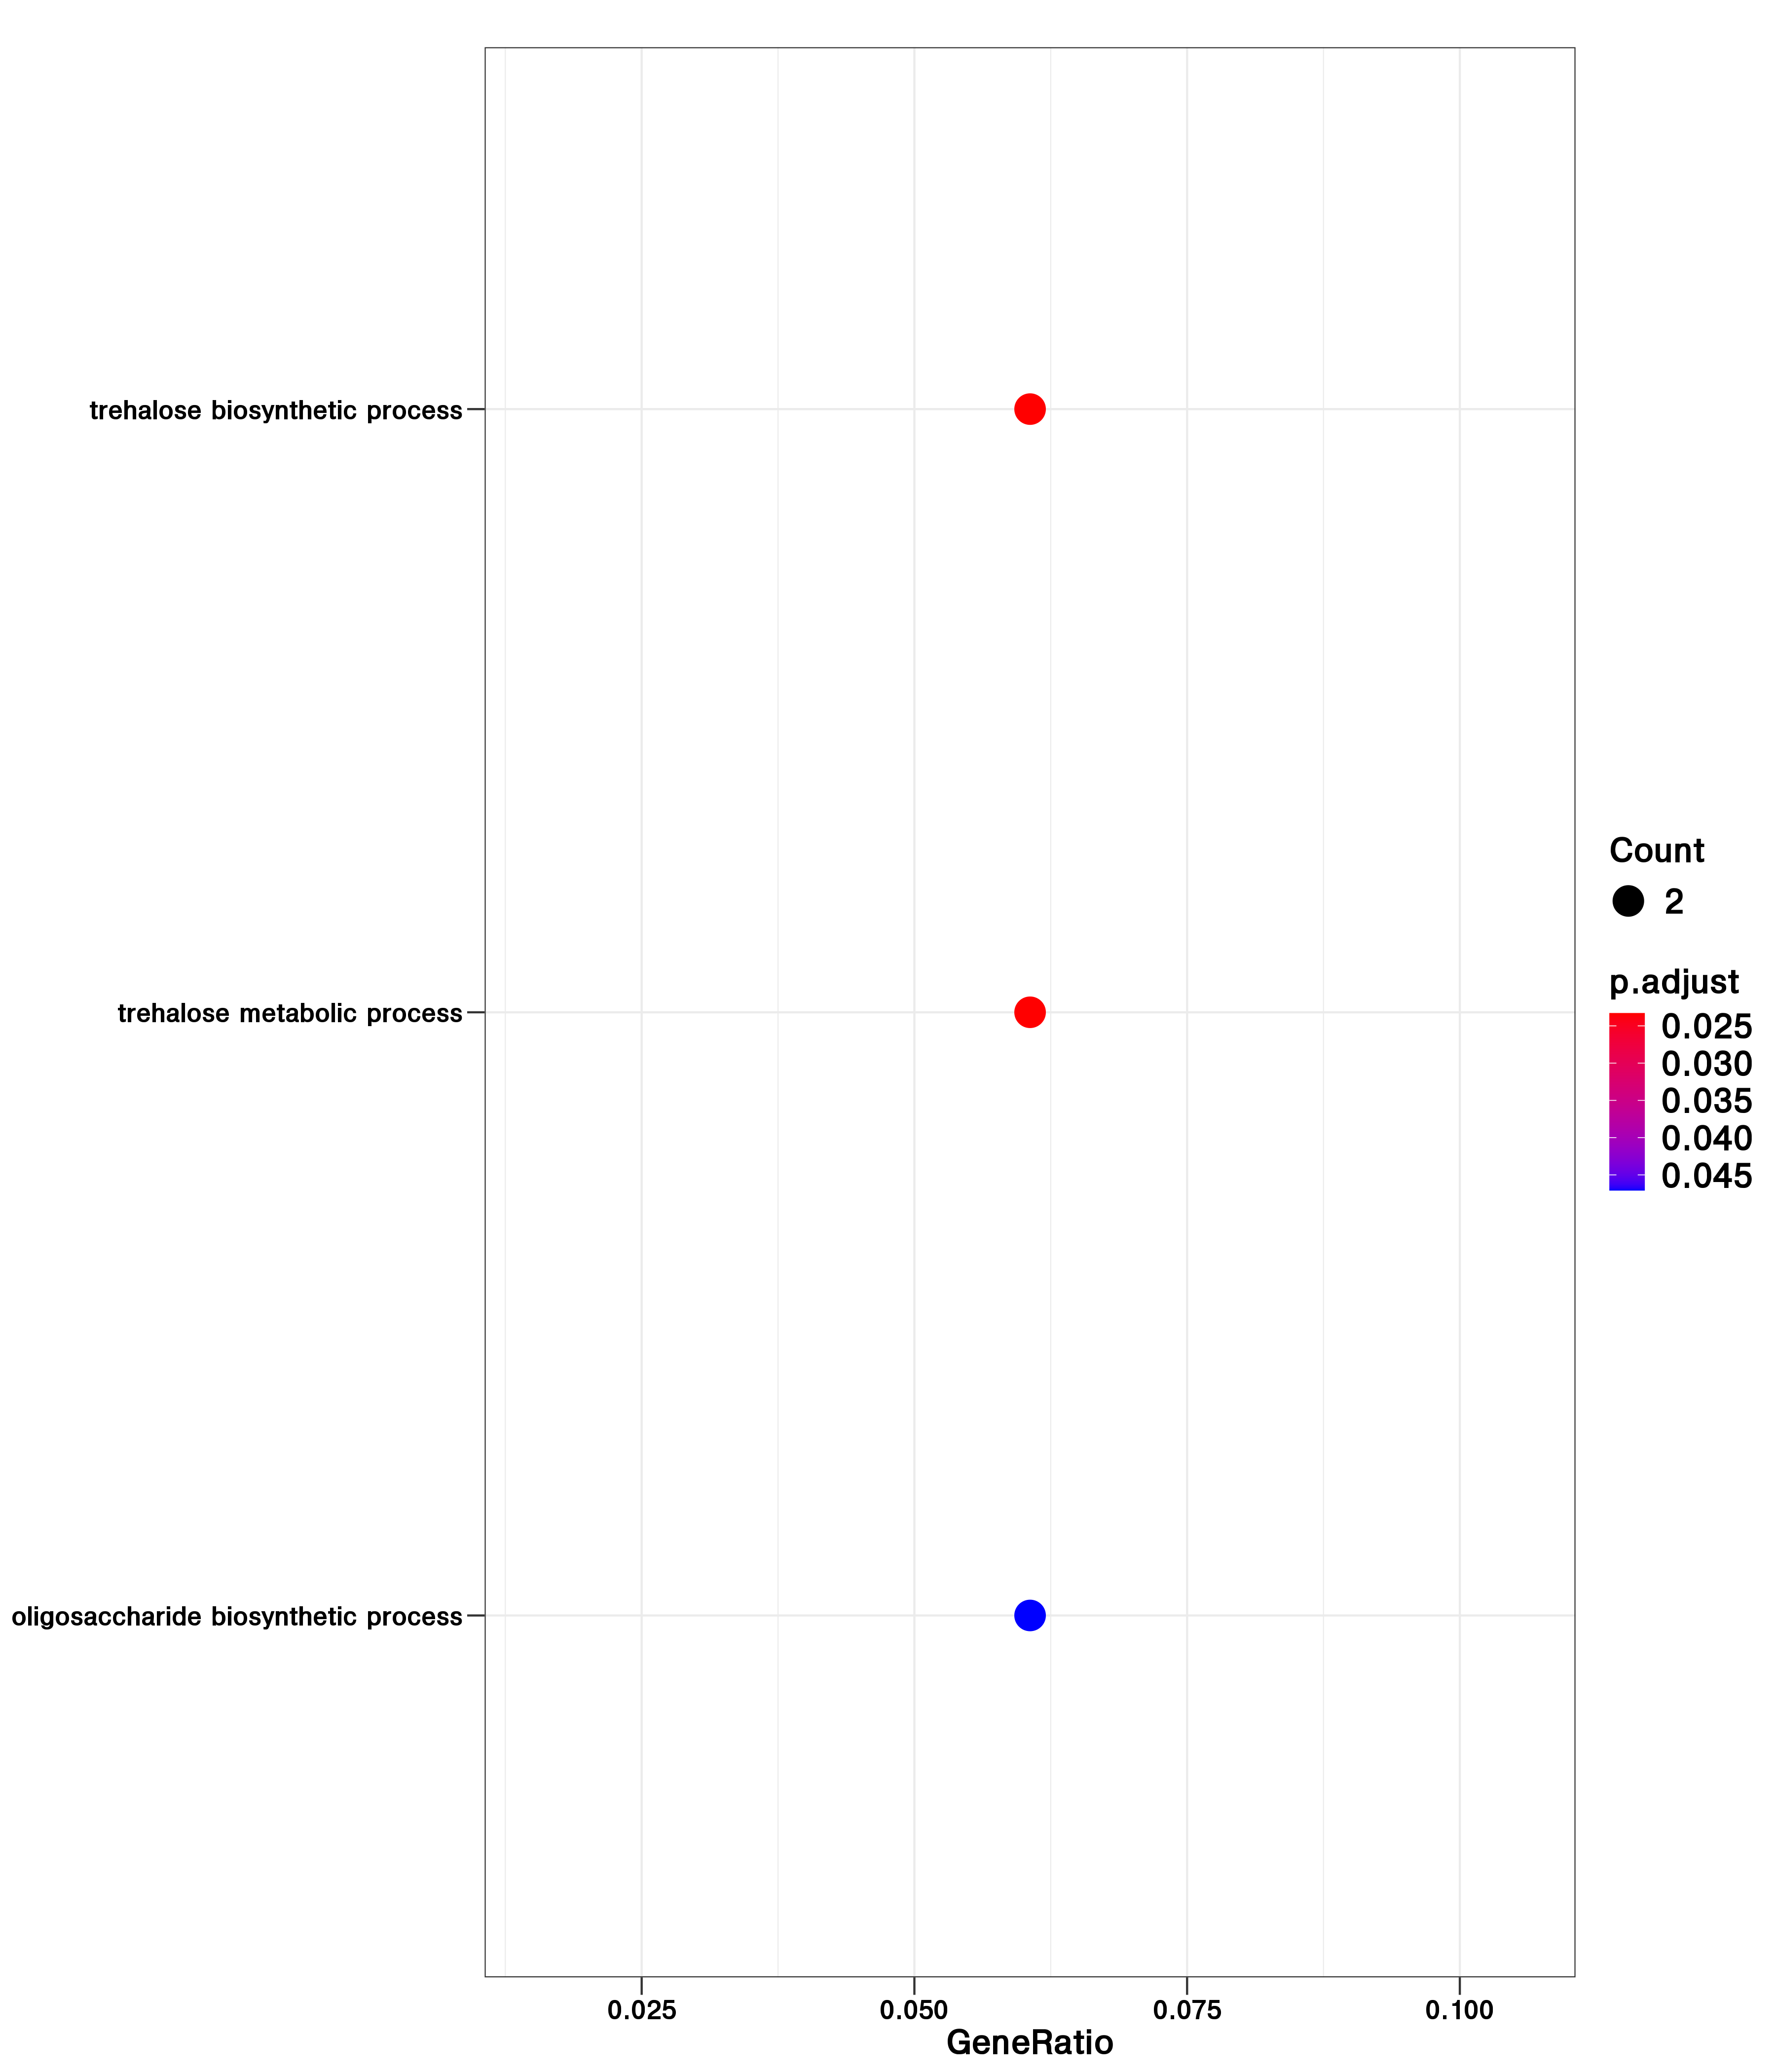 trehalose biosynthetic process
trehalose metabolic process
oligosaccharide biosynthetic process
0.025 0.050 0.075 0.100
GeneRatio
Count
2
p.adjust
0.025
0.030
0.035
0.040
0.045